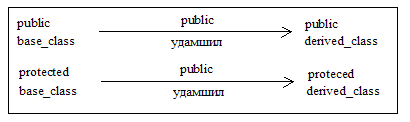 public public public
base_class удамшил derived_class
protected public proteced
base_class удамшил derived_class